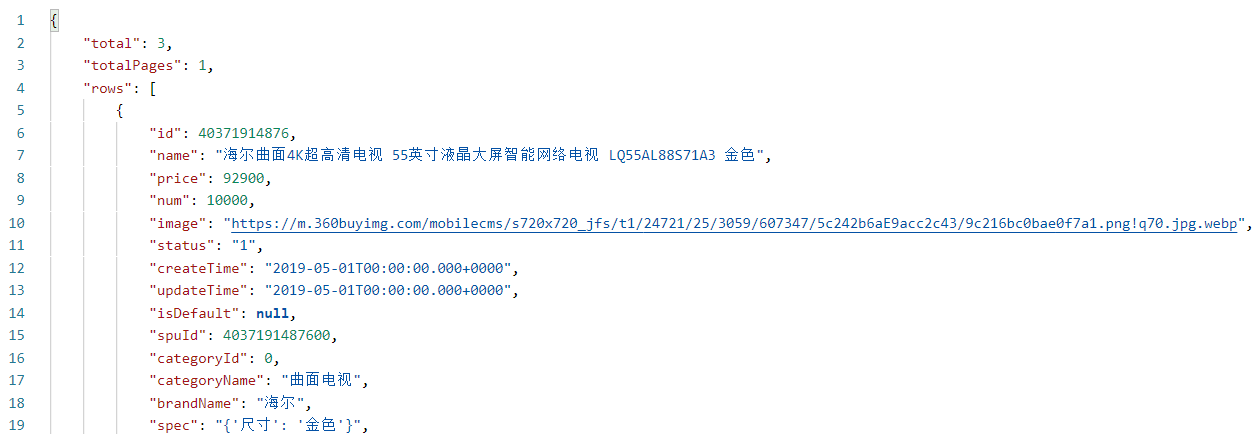 1 {
2 "total": 3,
3 "totalPages": 1,
4 "rows": [
5 {
6 "id": 40371914876,
7 "name": "海尔曲面4K超高清电视 55英寸液晶大屏智能网络电视 LQ55AL88S71A3 金色",
8 "price": 92900,
9 "num": 10000,
10 "image": "https://m.360buyimg.com/mobilecms/s720x720_jfs/t1/24721/25/3059/607347/5c242b6aE9acc2c43/9c216bc0bae0f7a1.png!q70.jpg.webp",
11 "status": "1",
12 "createTime": "2019-05-01T00:00:00.000+0000",
13 "updateTime": "2019-05-01T00:00:00.000+0000",
14 "isDefault": null,
15 "spuId": 4037191487600,
16 "categoryId": 0,
17 "categoryName": "曲面电视",
18 "brandName": "海尔",
19 "spec": "{'尺寸': '金色'}",